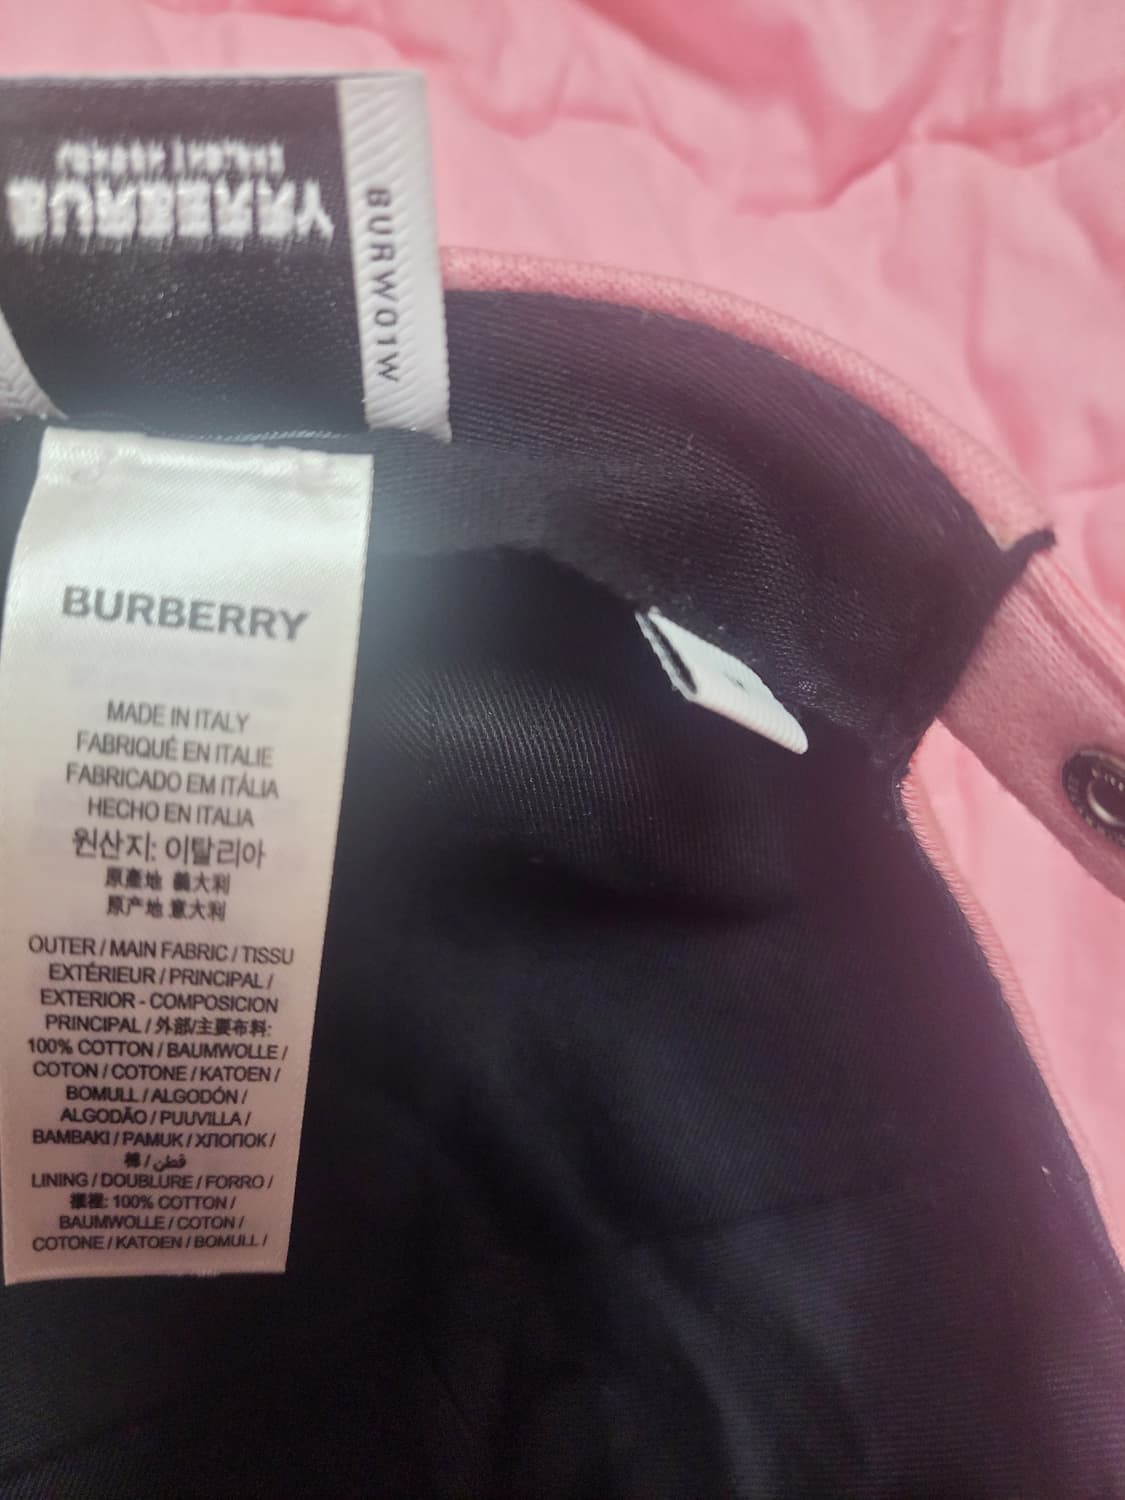 BURBERRY
LONDON ENGLAND
BURW01W
BURBERRY
MADE IN ITALY
FABRIQUÉ EN ITALIE
FABRICADO EM ITÁLIA
HECHO EN ITALIA
원산지: 이탈리아
原產地 義大利
原产地 意大利
OUTER / MAIN FABRIC / TISSU
EXTÉRIEUR / PRINCIPAL /
EXTERIOR - COMPOSICION
PRINCIPAL / 外部/主要布料:
100% COTTON / BAUMWOLLE /
COTON / COTONE / KATOEN /
BOMULL / ALGODÓN /
ALGODÃO / PUUVILLA /
BAMBAKI / PAMUK / ХЛОПОК /
棉 / قطن
LINING / DOUBLURE / FORRO /
100% COTTON /
BAUMWOLLE / COTON /
COTONE / KATOEN / BOMULL /